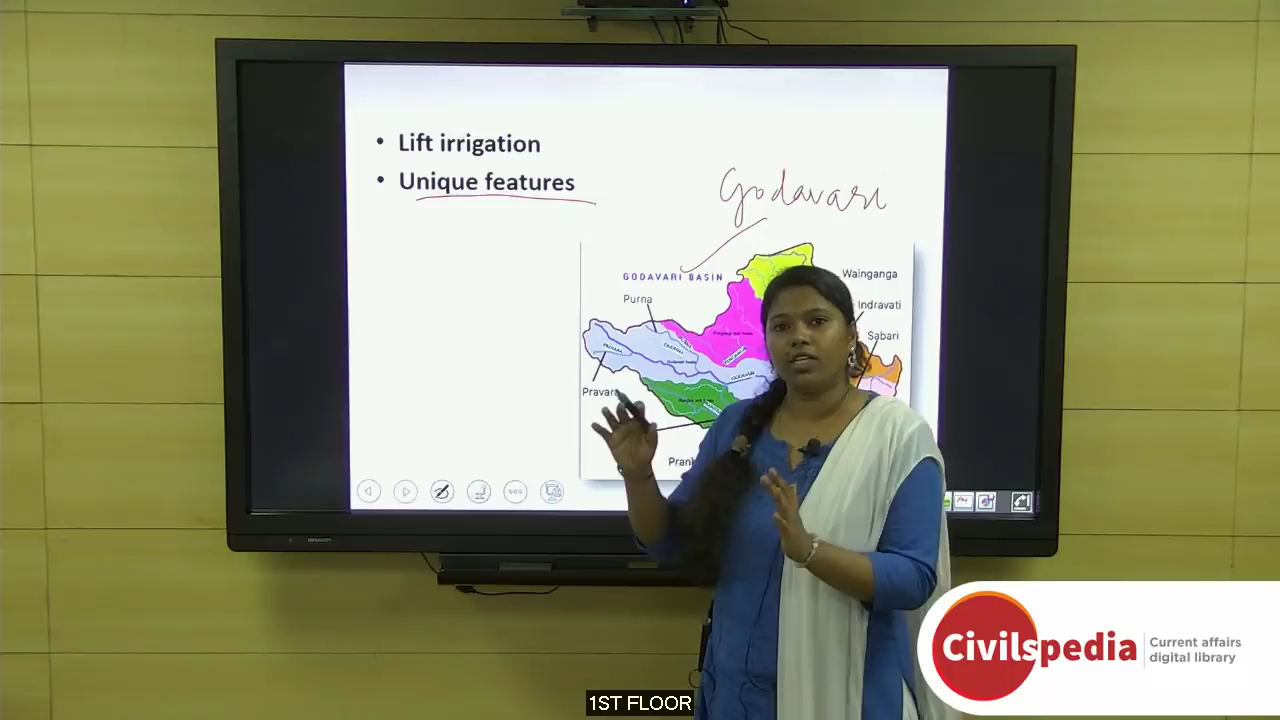 • Lift irrigation
• Unique features
Godavari
GODAVARI BASIN
Wainganga
Purna
Indravati
Sabari
Pravara
SHARP
Civilspedia
Current affairs
digital library
1ST FLOOR